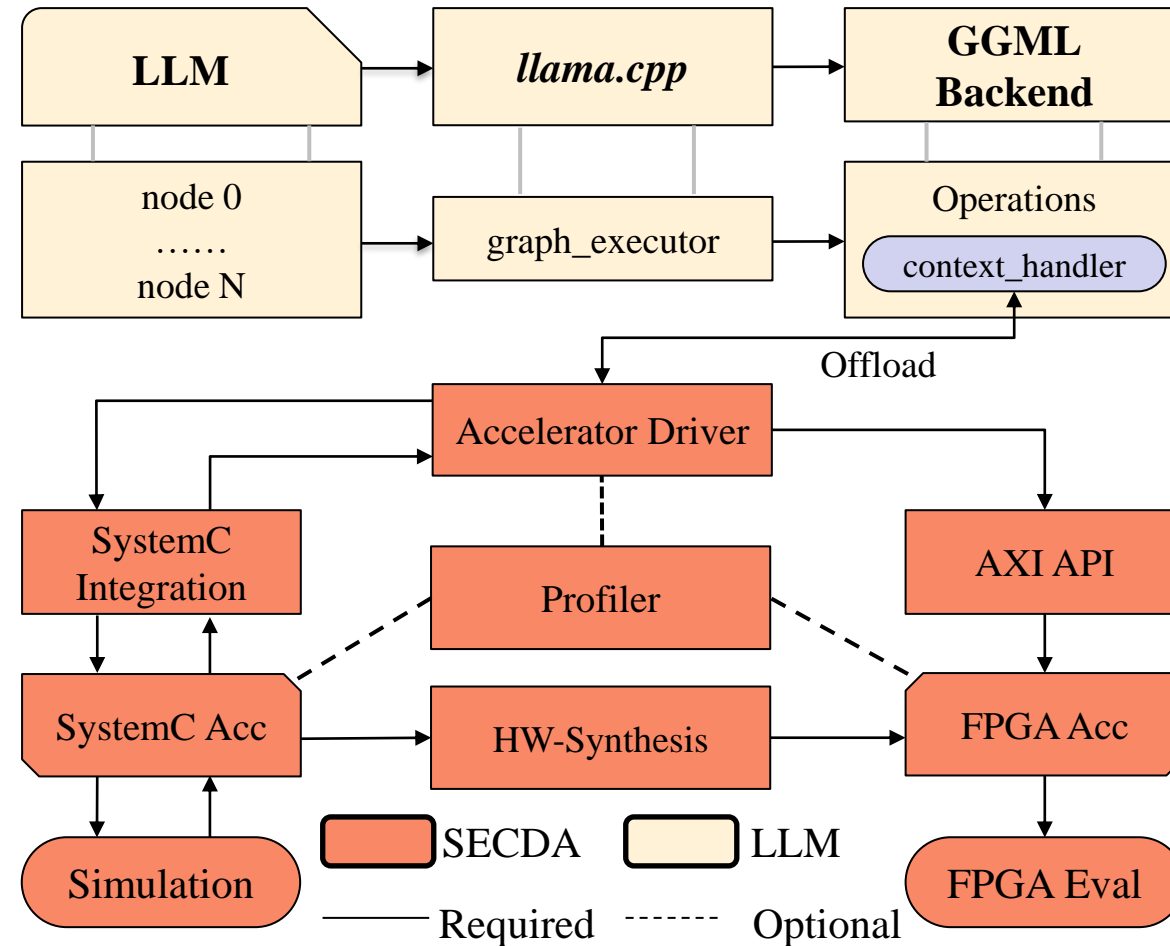 LLM
llama.cpp
GGML
Backend
node 0
……
node N
graph_executor
Operations
context_handler
Offload
Accelerator Driver
SystemC
Integration
Profiler
AXI API
SystemC Acc
HW-Synthesis
FPGA Acc
SECDA
LLM
Simulation
FPGA Eval
Required
Optional